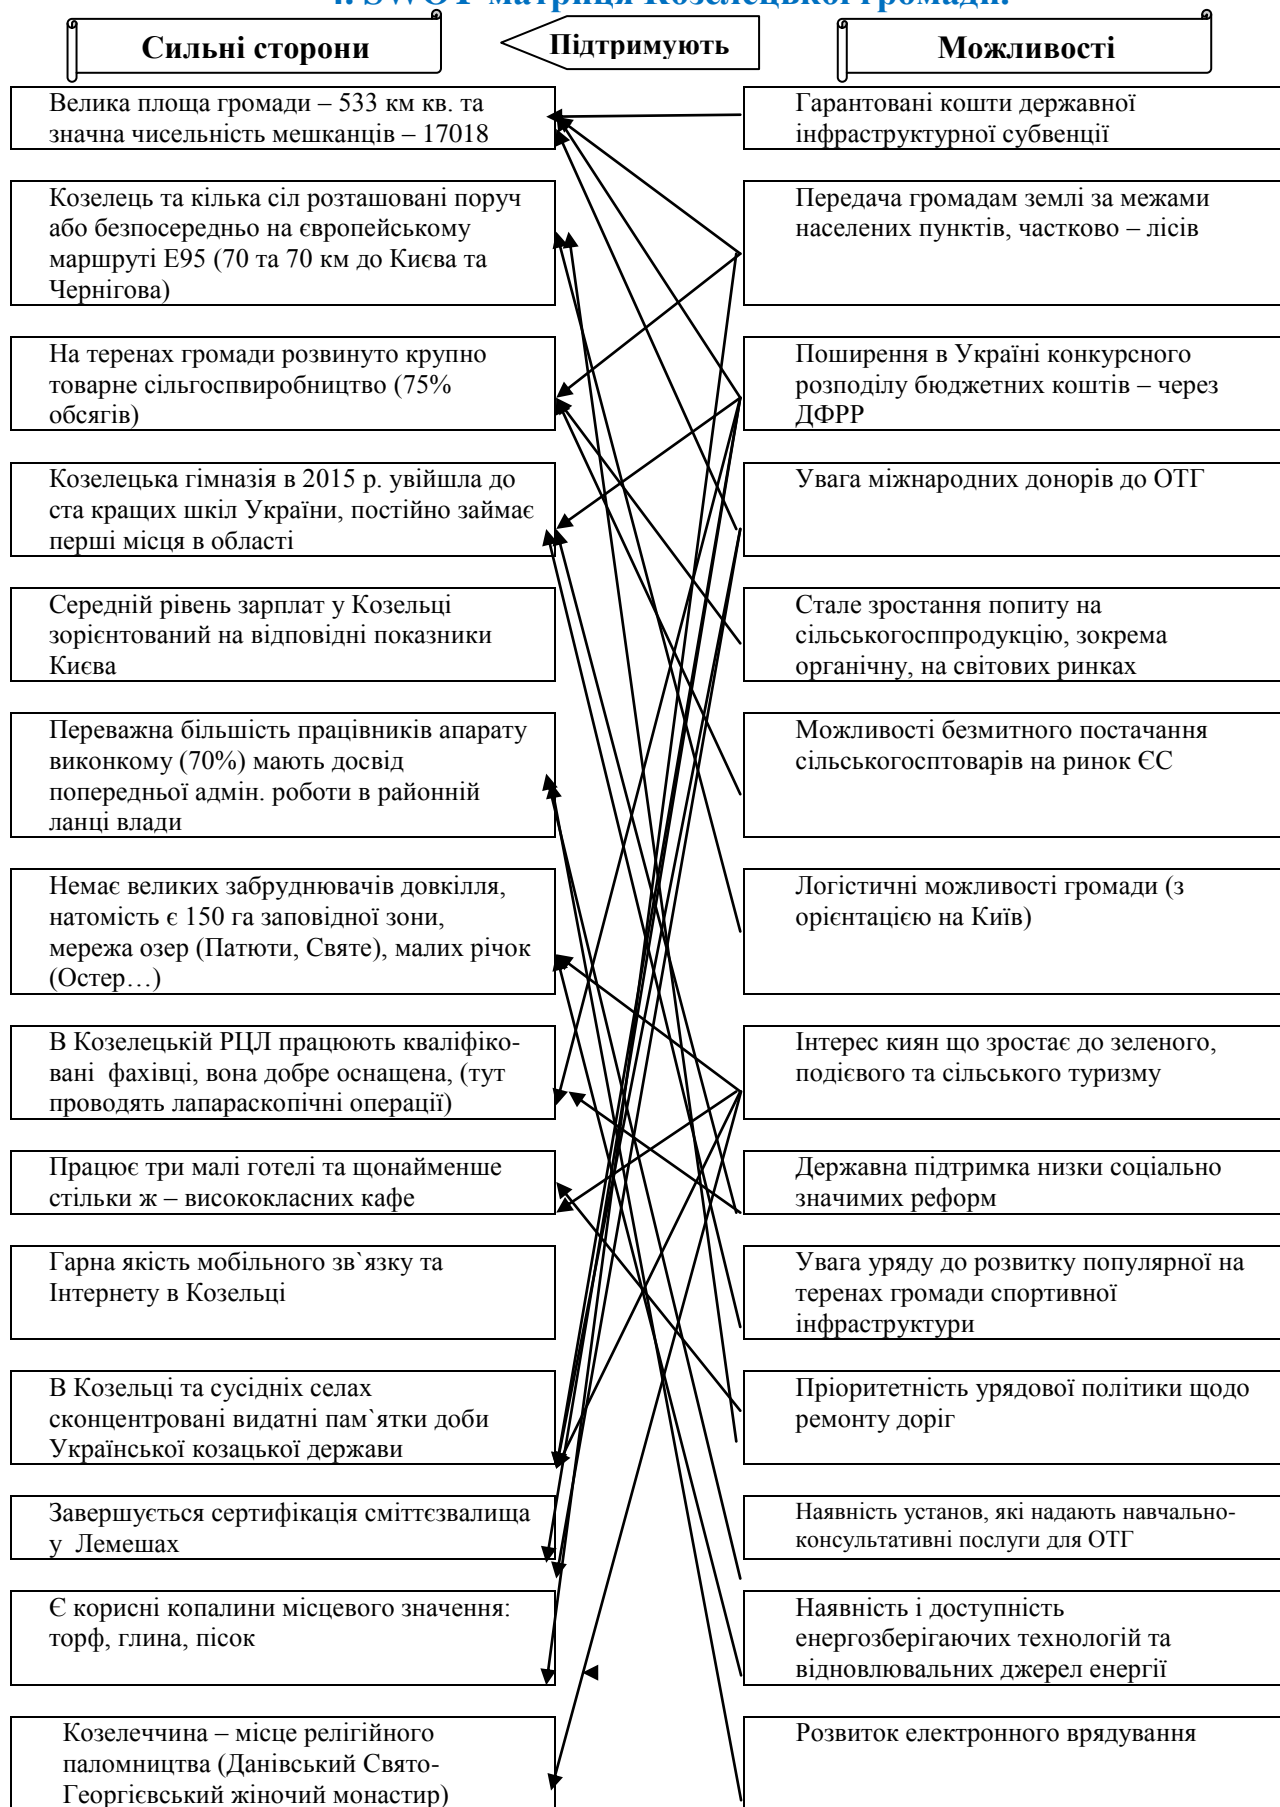 4. SWOT-матриця Козелецької громади.
Сильні сторони
Підтримують
Можливості
Велика площа громади – 533 км кв. та
значна чисельність мешканців – 17018
Козелець та кілька сіл розташовані поруч
або безпосередньо на європейському
маршруті Е95 (70 та 70 км до Києва та
Чернігова)
На теренах громади розвинуто крупно
товарне сільгоспвиробництво (75%
обсягів)
Козелецька гімназія в 2015 р. увійшла до
ста кращих шкіл України, постійно займає
перші місця в області
Середній рівень зарплат у Козельці
зорієнтований на відповідні показники
Києва
Переважна більшість працівників апарату
виконкому (70%) мають досвід
попередньої адмін. роботи в районній
ланці влади
Немає великих забруднювачів довкілля,
натомість є 150 га заповідної зони,
мережа озер (Патюти, Святе), малих річок
(Остер…)
В Козелецькій РЦЛ працюють кваліфіко-
вані фахівці, вона добре оснащена, (тут
проводять лапараскопічні операції)
Працює три малі готелі та щонайменше
стільки ж – висококласних кафе
Гарна якість мобільного зв`язку та
Інтернету в Козельці
В Козельці та сусідніх селах
сконцентровані видатні пам`ятки доби
Української козацької держави
Завершується сертифікація сміттєзвалища
у Лемешах
Є корисні копалини місцевого значення:
торф, глина, пісок
Козелеччина – місце релігійного
паломництва (Данівський Свято-
Георгієвський жіночий монастир)
Гарантовані кошти державної
інфраструктурної субвенції
Передача громадам землі за межами
населених пунктів, частково – лісів
Поширення в Україні конкурсного
розподілу бюджетних коштів – через
ДФРР
Увага міжнародних донорів до ОТГ
Стале зростання попиту на
сільськогосппродукцію, зокрема
органічну, на світових ринках
Можливості безмитного постачання
сільськогосптоварів на ринок ЄС
Логістичні можливості громади (з
орієнтацією на Київ)
Інтерес киян що зростає до зеленого,
подієвого та сільського туризму
Державна підтримка низки соціально
значимих реформ
Увага уряду до розвитку популярної на
теренах громади спортивної
інфраструктури
Пріоритетність урядової політики щодо
ремонту доріг
Наявність установ, які надають навчально-
консультативні послуги для ОТГ
Наявність і доступність
енергозберігаючих технологій та
відновлювальних джерел енергії
Розвиток електронного врядування